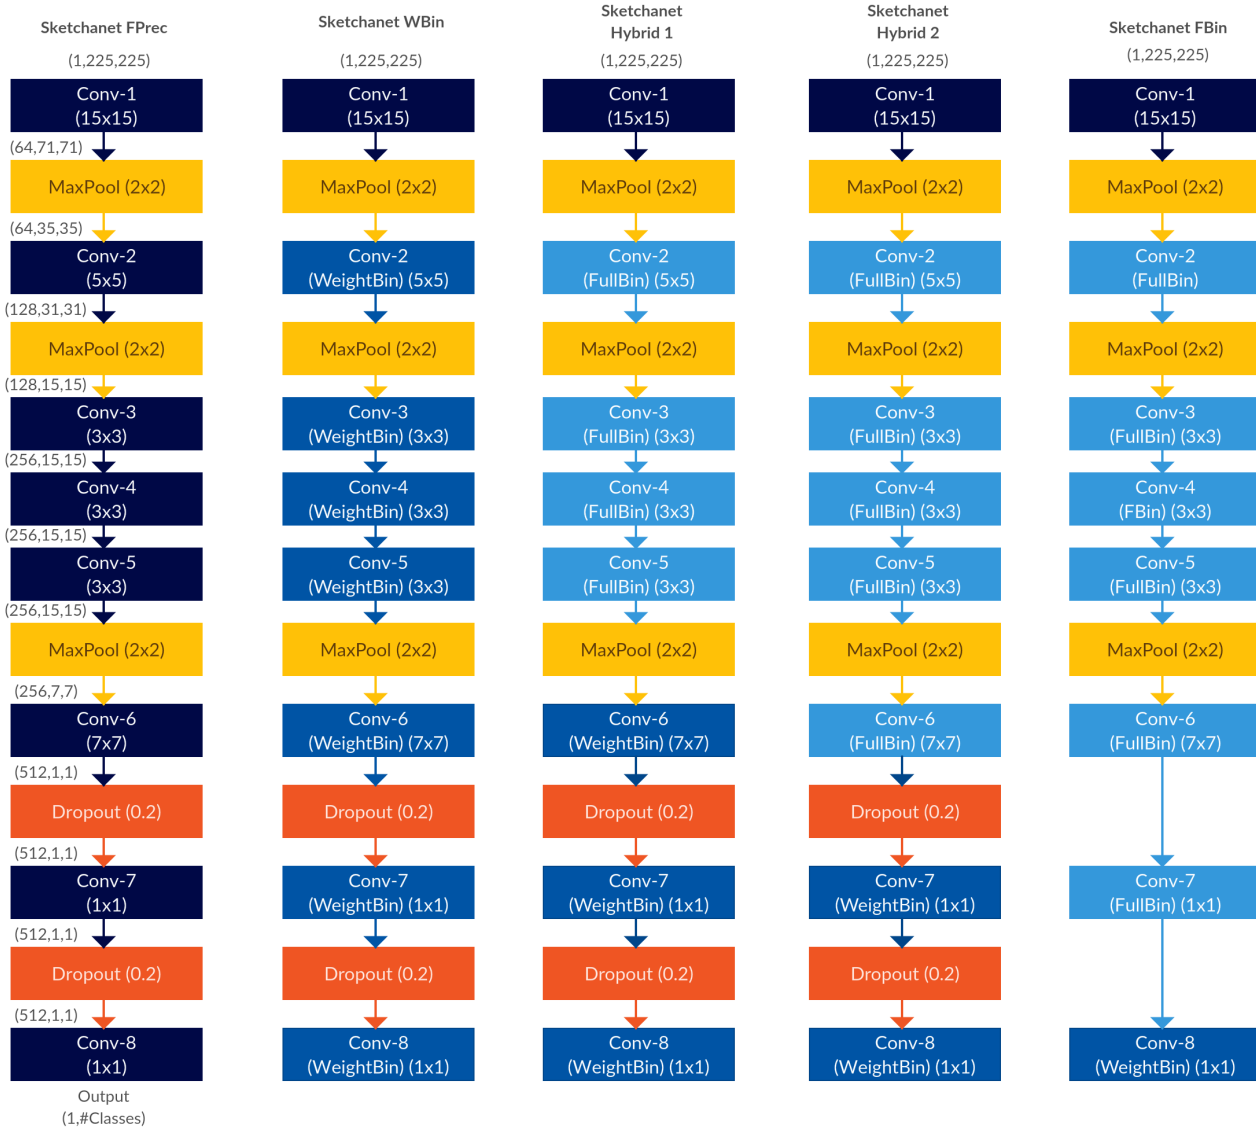 Sketchanet FPrec
(1,225,225)
Conv-1
(15x15)
(64,71,71)
MaxPool (2x2)
(64,35,35)
Conv-2
(5x5)
(128,31,31)
MaxPool (2x2)
(128,15,15)
Conv-3
(3x3)
(256,15,15)
Conv-4
(3x3)
(256,15,15)
Conv-5
(3x3)
(256,15,15)
MaxPool (2x2)
(256,7,7)
Conv-6
(7x7)
(512,1,1)
Dropout (0.2)
(512,1,1)
Conv-7
(1x1)
(512,1,1)
Dropout (0.2)
(512,1,1)
Conv-8
(1x1)
Output
(1,#Classes)
Sketchanet WBin
(1,225,225)
Conv-1
(15x15)
MaxPool (2x2)
Conv-2
(WeightBin) (5x5)
MaxPool (2x2)
Conv-3
(WeightBin) (3x3)
Conv-4
(WeightBin) (3x3)
Conv-5
(WeightBin) (3x3)
MaxPool (2x2)
Conv-6
(WeightBin) (7x7)
Dropout (0.2)
Conv-7
(WeightBin) (1x1)
Dropout (0.2)
Conv-8
(WeightBin) (1x1)
Sketchanet
Hybrid 1
(1,225,225)
Conv-1
(15x15)
MaxPool (2x2)
Conv-2
(FullBin) (5x5)
MaxPool (2x2)
Conv-3
(FullBin) (3x3)
Conv-4
(FullBin) (3x3)
Conv-5
(FullBin) (3x3)
MaxPool (2x2)
Conv-6
(WeightBin) (7x7)
Dropout (0.2)
Conv-7
(WeightBin) (1x1)
Dropout (0.2)
Conv-8
(WeightBin) (1x1)
Sketchanet
Hybrid 2
(1,225,225)
Conv-1
(15x15)
MaxPool (2x2)
Conv-2
(FullBin) (5x5)
MaxPool (2x2)
Conv-3
(FullBin) (3x3)
Conv-4
(FullBin) (3x3)
Conv-5
(FullBin) (3x3)
MaxPool (2x2)
Conv-6
(FullBin) (7x7)
Dropout (0.2)
Conv-7
(WeightBin) (1x1)
Dropout (0.2)
Conv-8
(WeightBin) (1x1)
Sketchanet FBin
(1,225,225)
Conv-1
(15x15)
MaxPool (2x2)
Conv-2
(FullBin)
MaxPool (2x2)
Conv-3
(FullBin) (3x3)
Conv-4
(FBin) (3x3)
Conv-5
(FullBin) (3x3)
MaxPool (2x2)
Conv-6
(FullBin) (7x7)
Conv-7
(FullBin) (1x1)
Conv-8
(WeightBin) (1x1)